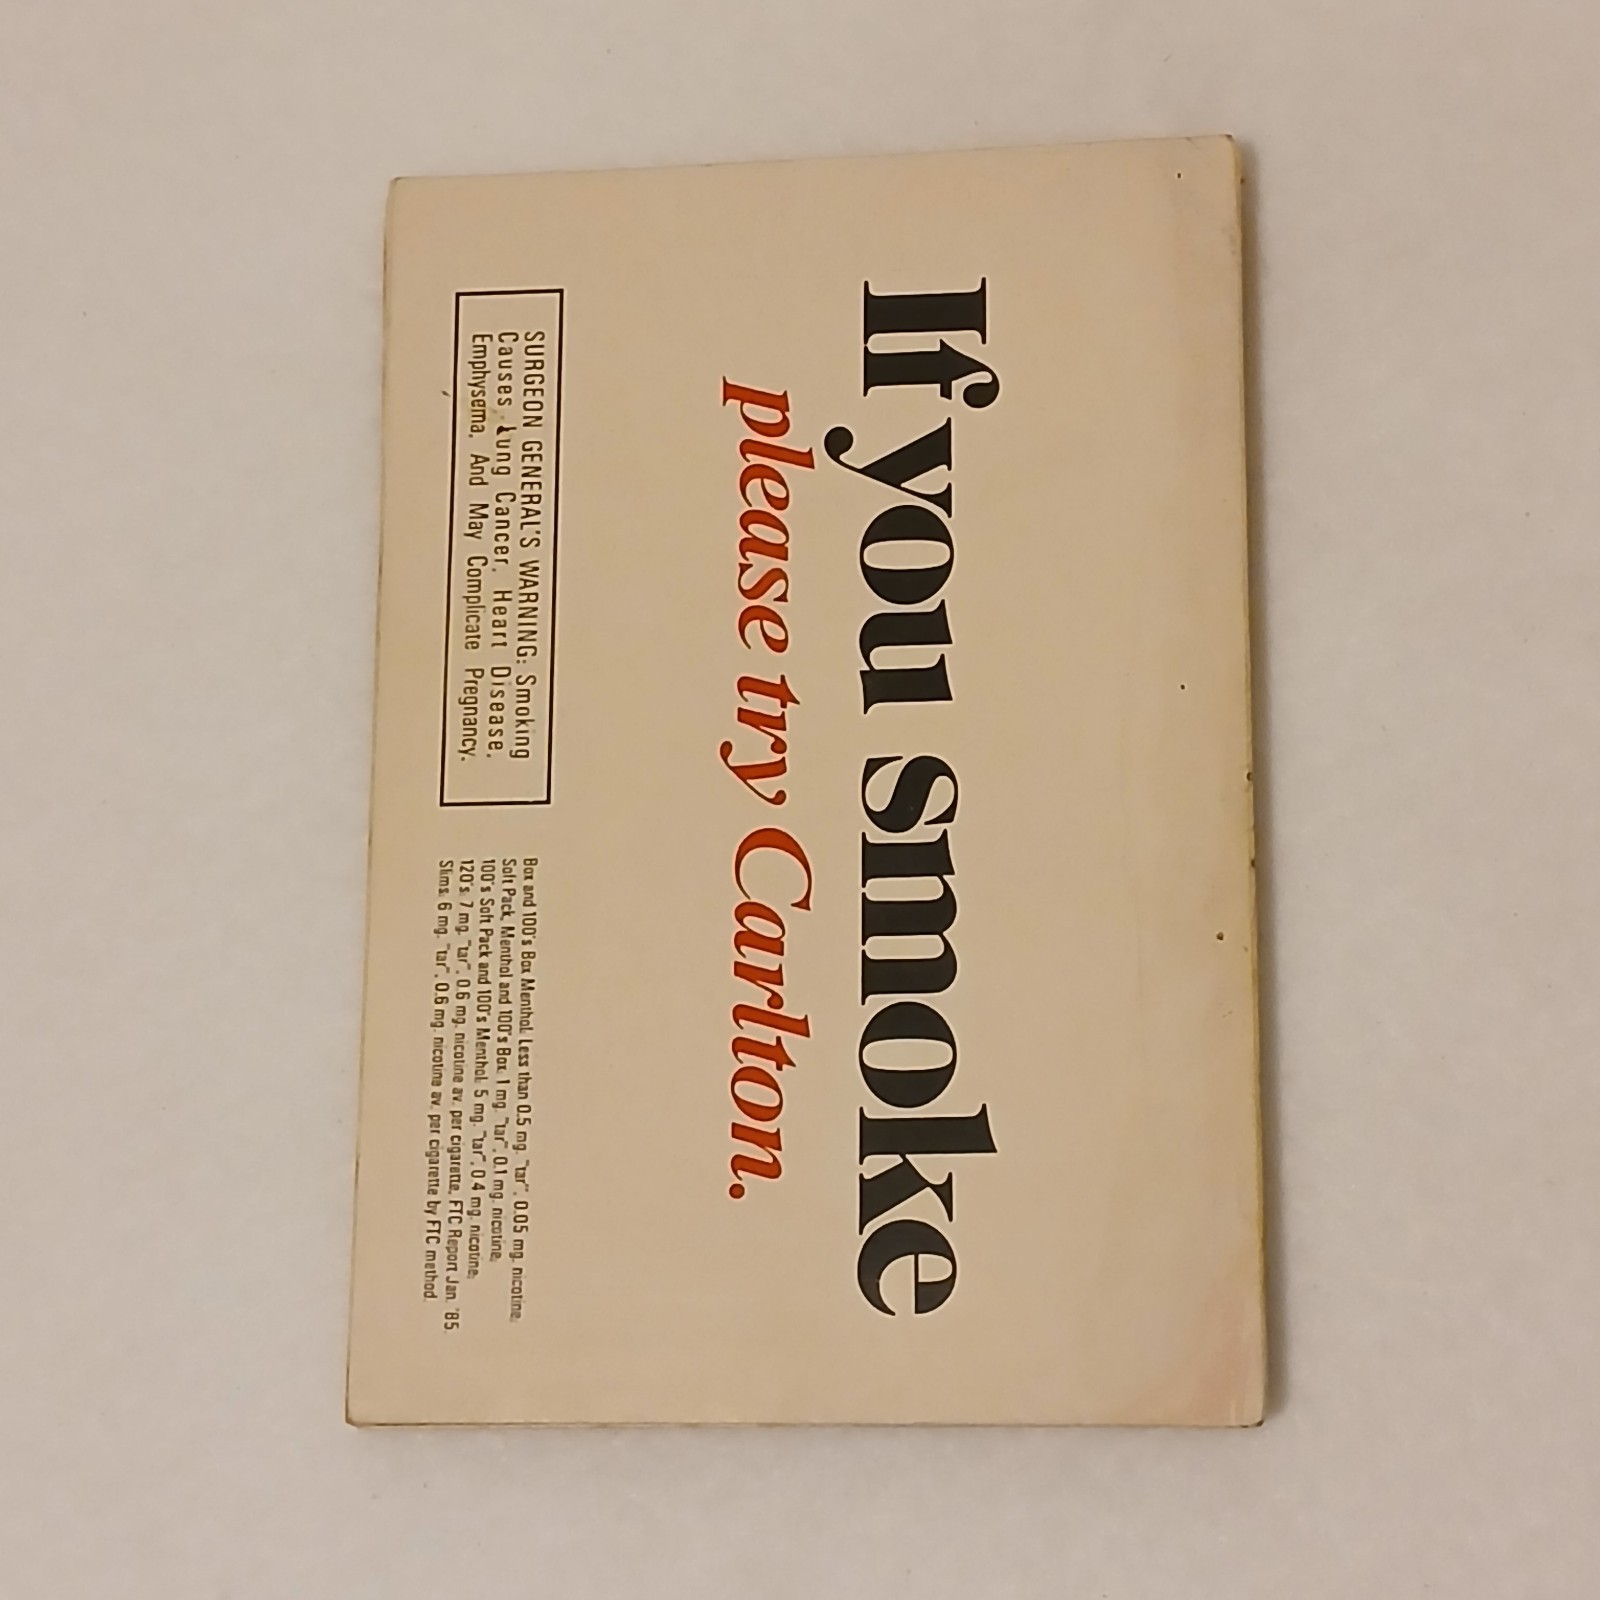 If you smoke
please try Carlton.
SURGEON GENERAL'S WARNING: Smoking
Causes Lung Cancer, Heart Disease,
Emphysema, And May Complicate Pregnancy.
Box and 100's Box Menthol: Less than 0.5 mg. "tar", 0.05 mg. nicotine;
Soft Pack, Menthol and 100's Box: 1 mg. "tar", 0.1 mg. nicotine;
100's Soft Pack and 100's Menthol: 5 mg. "tar", 0.4 mg. nicotine;
120's: 7 mg. "tar", 0.6 mg. nicotine av. per cigarette, FTC Report Jan. '85.
Slims: 6 mg. "tar", 0.6 mg. nicotine av. per cigarette by FTC method.